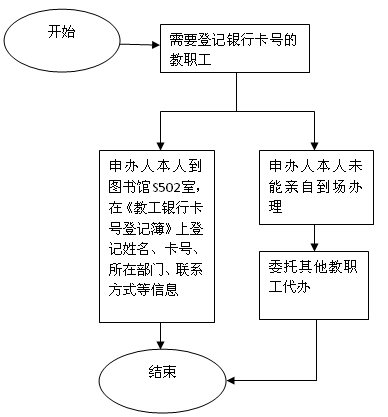 开始
需要登记银行卡号的
教职工
申办人本人到
图书馆S502室，
在《教工银行卡
号登记簿》上登
记姓名、卡号、
所在部门、联系
方式等信息
申办人本人未
能亲自到场办
理
委托其他教职
工代办
结束